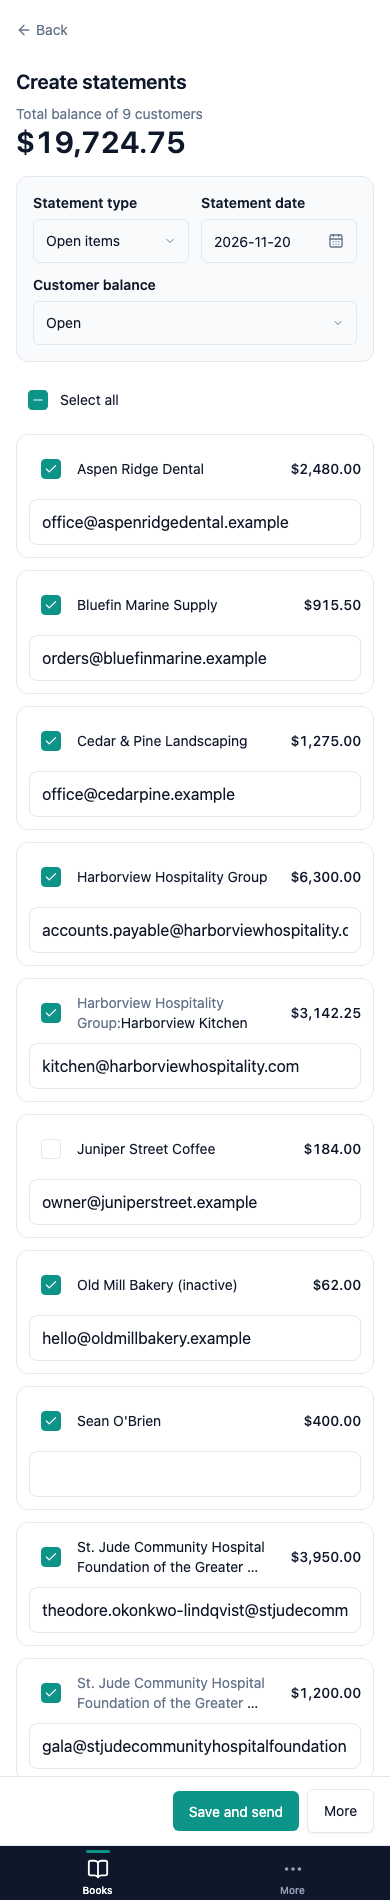 Back
Create statements
Total balance of 9 customers
$19,724.75
Statement type
Statement date
Open items
2026-11-20
Customer balance
Open
Select all
Aspen Ridge Dental
$2,480.00
office@aspenridgedental.example
Bluefin Marine Supply
$915.50
orders@bluefinmarine.example
Cedar & Pine Landscaping
$1,275.00
office@cedarpine.example
Harborview Hospitality Group
$6,300.00
accounts.payable@harborviewhospitality.c
Harborview Hospitality
Group:Harborview Kitchen
$3,142.25
kitchen@harborviewhospitality.com
Juniper Street Coffee
$184.00
owner@juniperstreet.example
Old Mill Bakery (inactive)
$62.00
hello@oldmillbakery.example
Sean O'Brien
$400.00
St. Jude Community Hospital
Foundation of the Greater ...
$3,950.00
theodore.okonkwo-lindqvist@stjudecomm
St. Jude Community Hospital
Foundation of the Greater ...
$1,200.00
gala@stjudecommunityhospitalfoundation
Save and send
More
Books
More